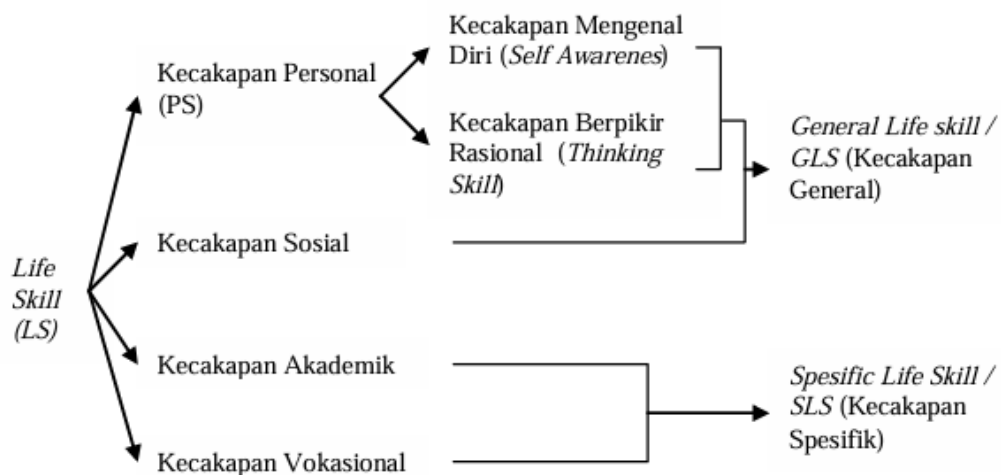 Kecakapan Mengenal
Diri (Self Awarenes)
Kecakapan Personal
(PS)
Kecakapan Berpikir
Rasional (Thinking
Skill)
General Life skill /
GLS (Kecakapan
General)
Kecakapan Sosial
Life
Skill
(LS)
Kecakapan Akademik
Spesific Life Skill /
SLS (Kecakapan
Spesifik)
Kecakapan Vokasional